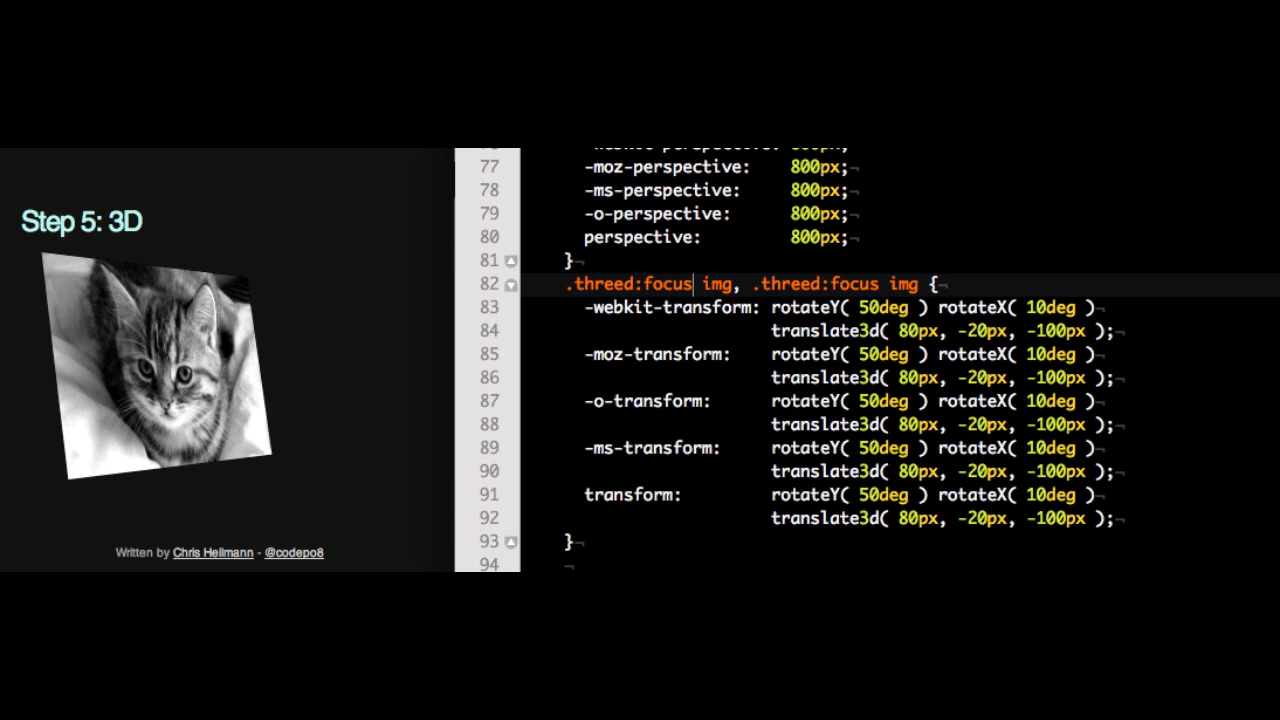 Step 5: 3D
Written by Chris Heilmann - @codepo8
77 -moz-perspective: 800px;¬
78 -ms-perspective: 800px;¬
79 -o-perspective: 800px;¬
80 perspective: 800px;¬
81 }¬
82 .threed:focus img, .threed:focus img {¬
83 -webkit-transform: rotateY( 50deg ) rotateX( 10deg )¬
84 translate3d( 80px, -20px, -100px );¬
85 -moz-transform: rotateY( 50deg ) rotateX( 10deg )¬
86 translate3d( 80px, -20px, -100px );¬
87 -o-transform: rotateY( 50deg ) rotateX( 10deg )¬
88 translate3d( 80px, -20px, -100px );¬
89 -ms-transform: rotateY( 50deg ) rotateX( 10deg )¬
90 translate3d( 80px, -20px, -100px );¬
91 transform: rotateY( 50deg ) rotateX( 10deg )¬
92 translate3d( 80px, -20px, -100px );¬
93 }¬
94 ¬